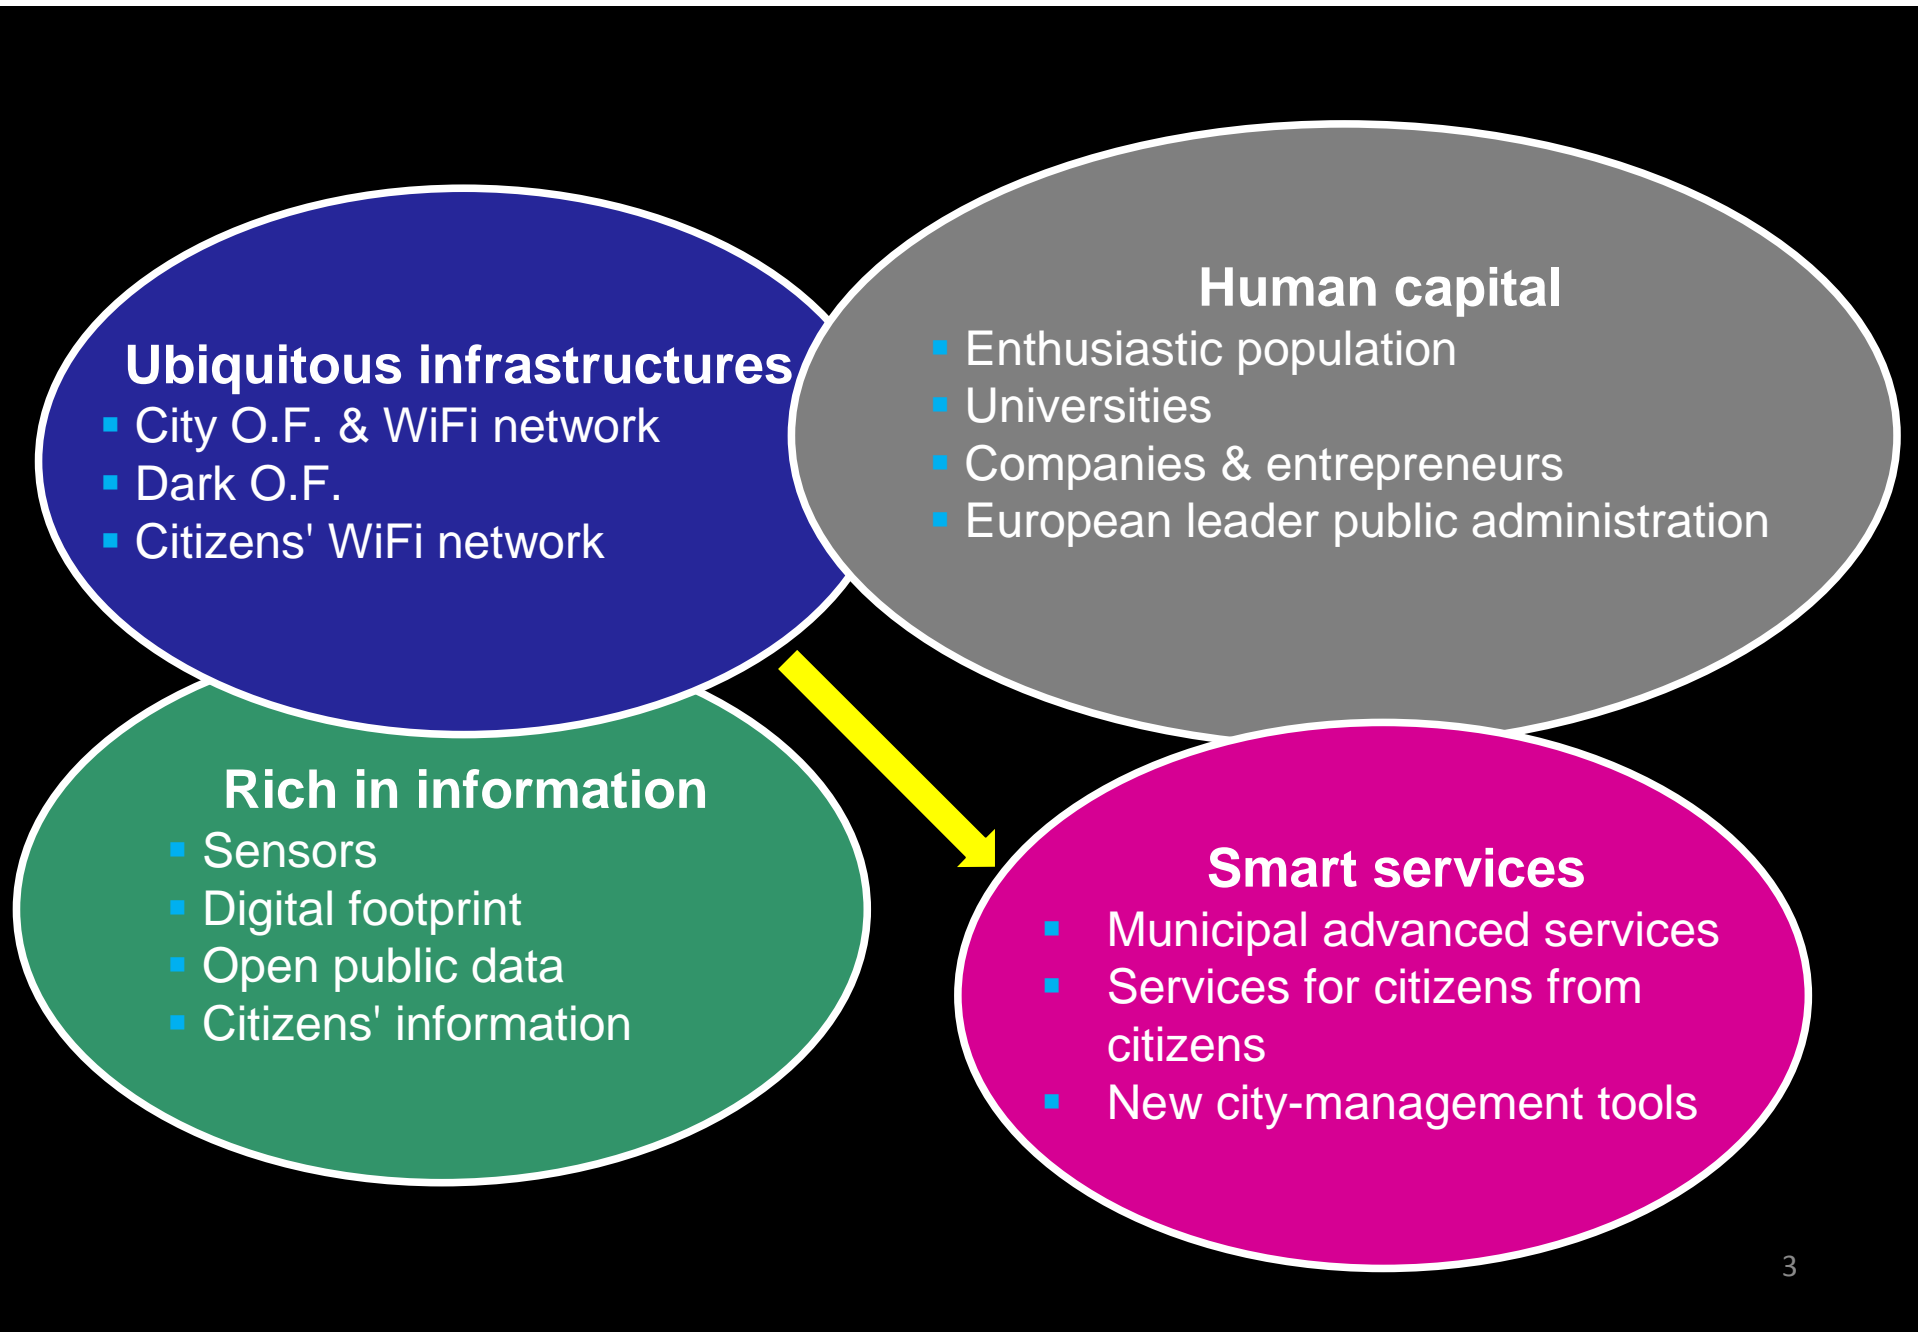 Ubiquitous infrastructures
▪ City O.F. & WiFi network
▪ Dark O.F.
▪ Citizens' WiFi network
Human capital
▪ Enthusiastic population
▪ Universities
▪ Companies & entrepreneurs
▪ European leader public administration
Rich in information
▪ Sensors
▪ Digital footprint
▪ Open public data
▪ Citizens' information
Smart services
▪ Municipal advanced services
▪ Services for citizens from
citizens
▪ New city-management tools
3